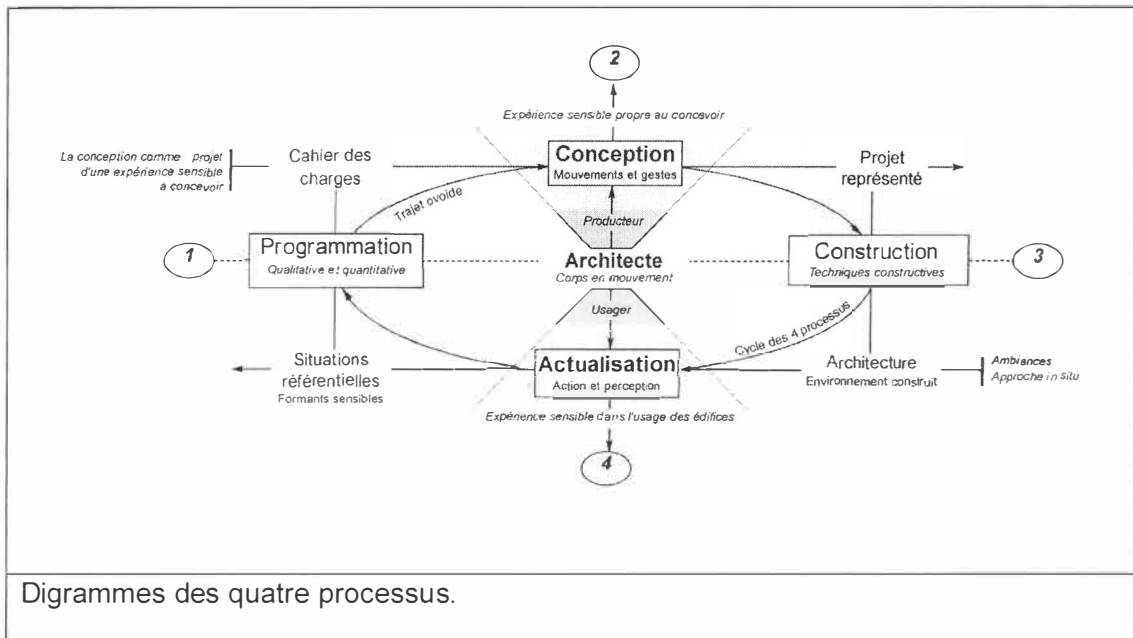 2
Expérience sensible propre au concevoir
La conception comme projet
d'une expérience sensible
à concevoir
Cahier des
charges
Conception
Mouvements et gestes
Projet
représenté
Trajet ovoïde
Producteur
1
Programmation
Qualitative et quantitative
Architecte
Corps en mouvement
Construction
Techniques constructives
3
Usager
Cycle des 4 processus
Situations
référentielles
Formants sensibles
Actualisation
Action et perception
Architecture
Environnement construit
Ambiances
Approche in situ
Expérience sensible dans l'usage des édifices
4
Digrammes des quatre processus.